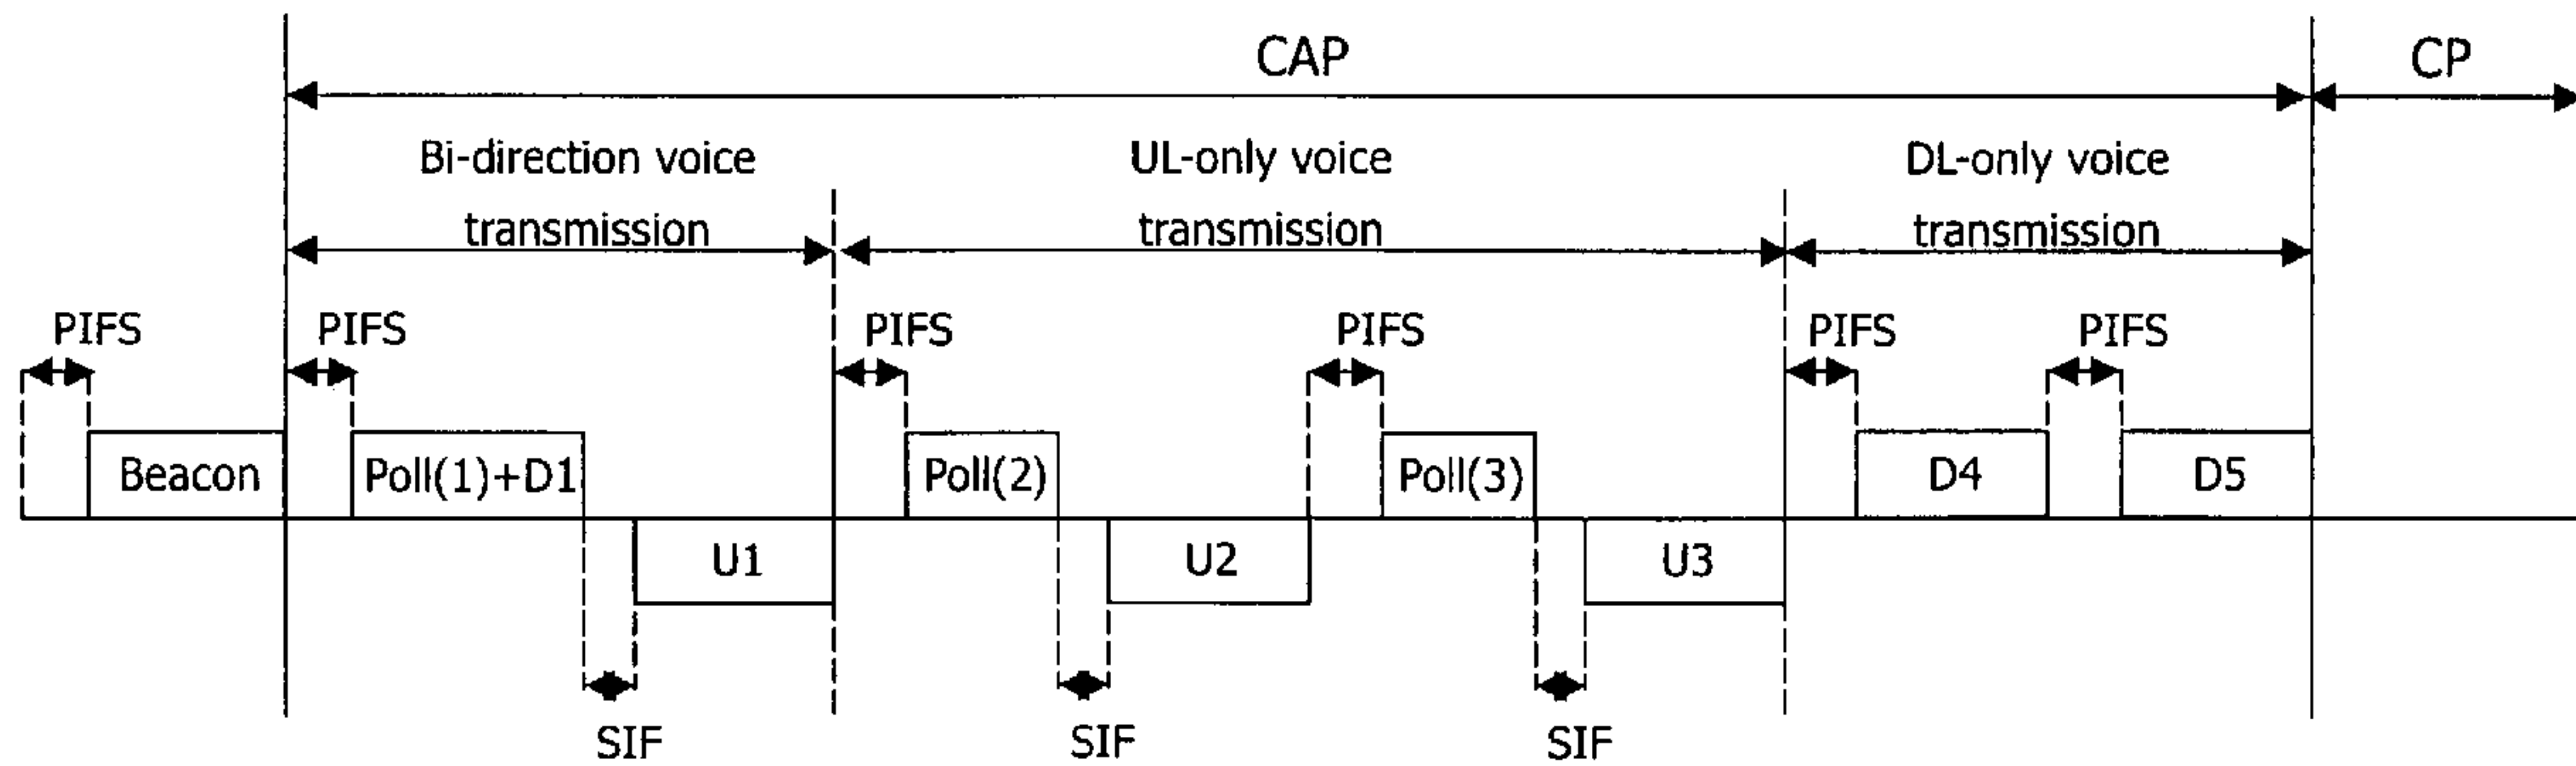 CAP
CP
Bi-direction voice
transmission
UL-only voice
transmission
DL-only voice
transmission
PIFS
PIFS
PIFS
PIFS
PIFS
PIFS
Beacon
Poll(1)+D1
Poll(2)
Poll(3)
D4
D5
U1
U2
U3
SIF
SIF
SIF